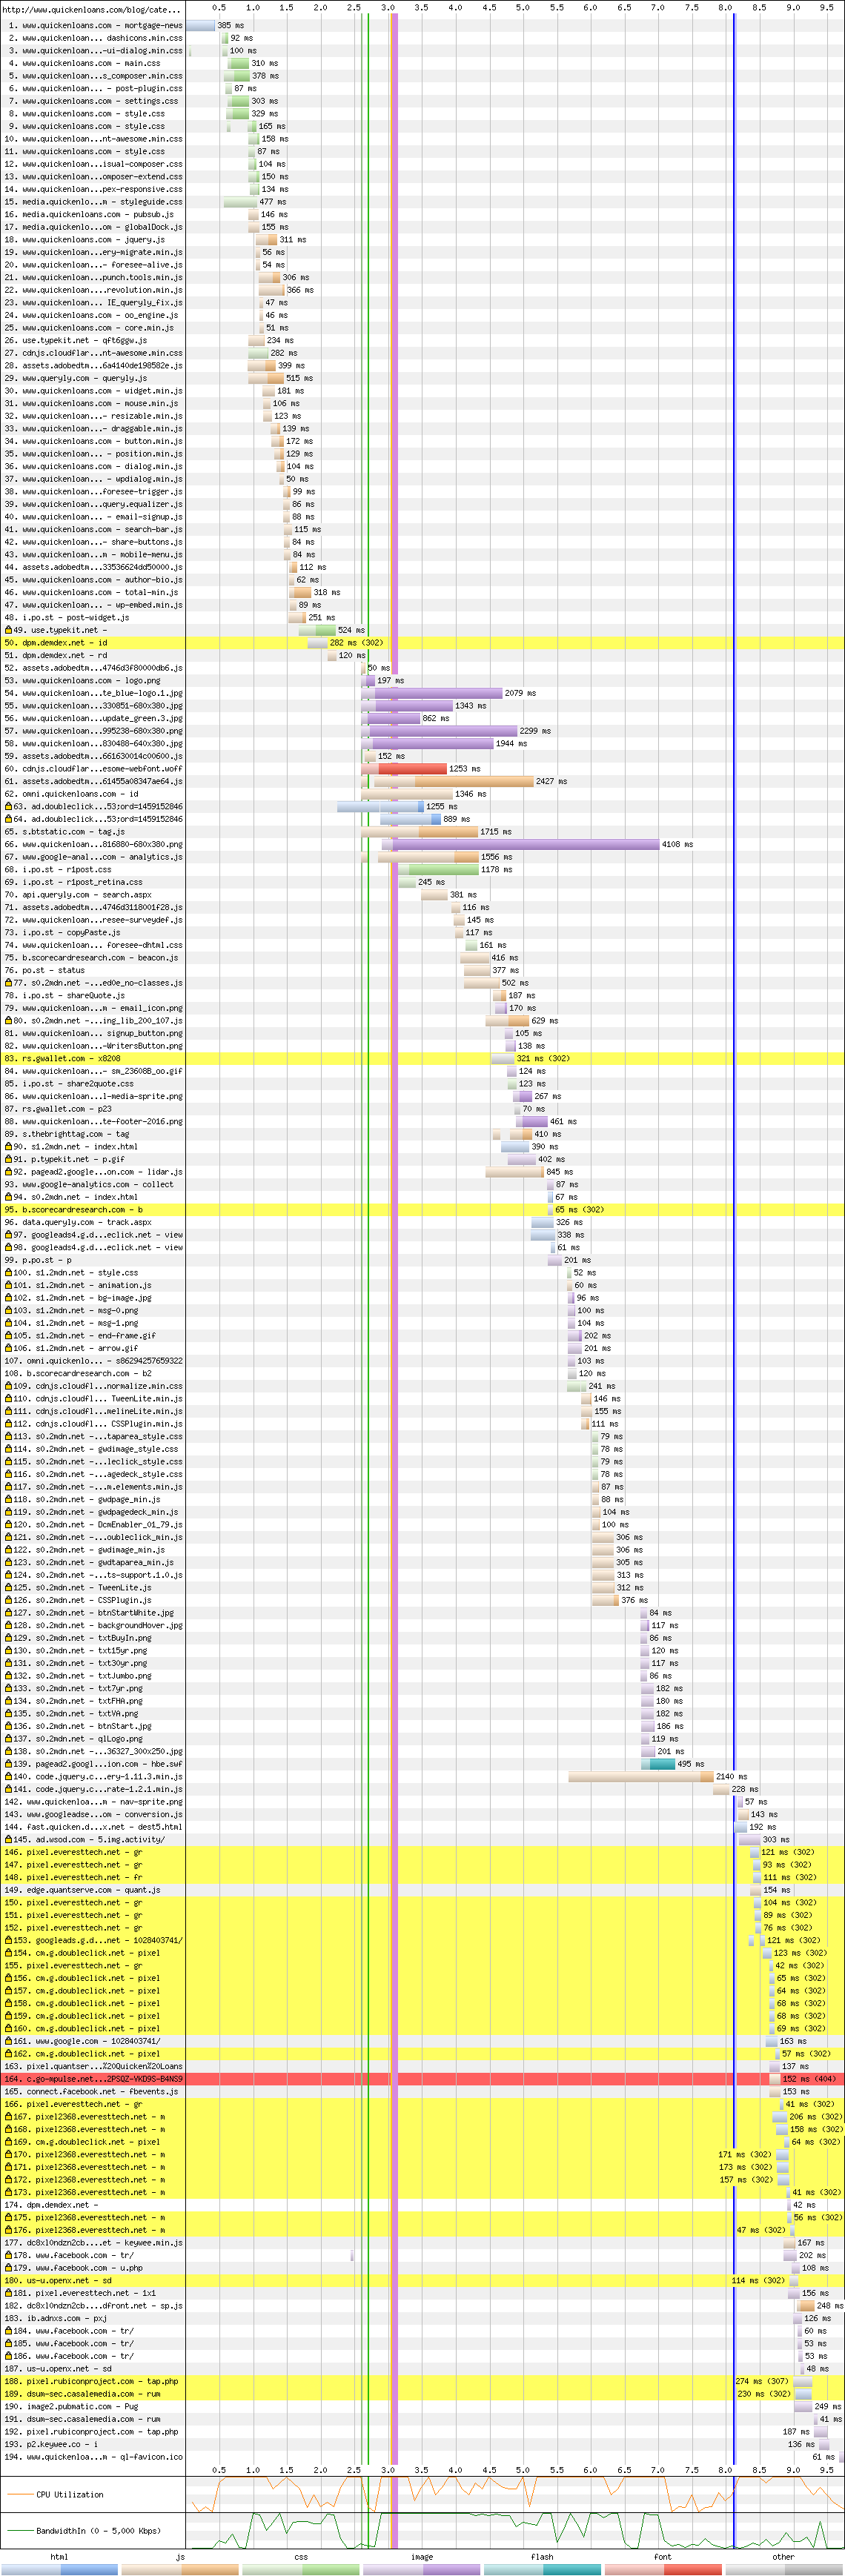 http://www.quickenloans.com/blog/cate... 0.5 1.0 1.5 2.0 2.5 3.0 3.5 4.0 4.5 5.0 5.5 6.0 6.5 7.0 7.5 8.0 8.5 9.0 9.5
1. www.quickenloans.com - mortgage-news 385 ms
2. www.quickenloan... dashicons.min.css 92 ms
3. www.quickenloan...-ui-dialog.min.css 100 ms
4. www.quickenloans.com - main.css 310 ms
5. www.quickenloan...s_composer.min.css 378 ms
6. www.quickenloan... - post-plugin.css 87 ms
7. www.quickenloans.com - settings.css 303 ms
8. www.quickenloans.com - style.css 329 ms
9. www.quickenloans.com - style.css 165 ms
10. www.quickenloan...nt-awesome.min.css 158 ms
11. www.quickenloans.com - style.css 87 ms
12. www.quickenloan...isual-composer.css 104 ms
13. www.quickenloan...omposer-extend.css 150 ms
14. www.quickenloan...pex-responsive.css 134 ms
15. media.quickenlo...m - styleguide.css 477 ms
16. media.quickenloans.com - pubsub.js 146 ms
17. media.quicklo...om - globalDock.js 155 ms
18. www.quickenloans.com - jquery.js 311 ms
19. www.quickenloan...ery-migrate.min.js 56 ms
20. www.quickenloan...- foresee-alive.js 54 ms
21. www.quickenloan...punch.tools.min.js 306 ms
22. www.quickenloan....revolution.min.js 366 ms
23. www.quickenloan... IE_queryly_fix.js 47 ms
24. www.quickenloans.com - oo_engine.js 46 ms
25. www.quickenloans.com - core.min.js 51 ms
26. use.typekit.net - qft6ggw.js 234 ms
27. cdnjs.cloudflar...nt-awesome.min.css 282 ms
28. assets.adobedtm...6a4140de198582e.js 399 ms
29. www.queryly.com - queryly.js 515 ms
30. www.quickenloans.com - widget.min.js 181 ms
31. www.quickenloans.com - mouse.min.js 106 ms
32. www.quickenloan...- resizable.min.js 123 ms
33. www.quickenloan...- draggable.min.js 139 ms
34. www.quickenloans.com - button.min.js 172 ms
35. www.quickenloan... - position.min.js 129 ms
36. www.quickenloans.com - dialog.min.js 104 ms
37. www.quickenloan... - wpdialog.min.js 50 ms
38. www.quickenloan...foresee-trigger.js 99 ms
39. www.quickenloan...query.equalizer.js 86 ms
40. www.quickenloan... - email-signup.js 88 ms
41. www.quickenloans.com - search-bar.js 115 ms
42. www.quickenloan...- share-buttons.js 84 ms
43. www.quickenloa...m - mobile-menu.js 84 ms
44. assets.adobedtm...33536624dd50000.js 112 ms
45. www.quickenloans.com - author-bio.js 62 ms
46. www.quickenloans.com - total-min.js 318 ms
47. www.quickenloan... - wp-embed.min.js 89 ms
48. i.po.st - post-widget.js 251 ms
49. use.typekit.net - 524 ms
50. dpm.demdex.net - id 282 ms (302)
51. dpm.demdex.net - rd 120 ms
52. assets.adobedtm...4746d3f80000db6.js 50 ms
53. www.quickenloans.com - logo.png 197 ms
54. www.quickenloan...te_blue-logo.1.jpg 2079 ms
55. www.quickenloan...330851-680x380.jpg 1343 ms
56. www.quickenloan...update_green.3.jpg 862 ms
57. www.quickenloan...995238-680x380.png 2299 ms
58. www.quickenloan...830488-640x380.jpg 1944 ms
59. assets.adobedtm...661630014c00600.js 152 ms
60. cdnjs.cloudflar...esome-webfont.woff 1253 ms
61. assets.adobedtm...61455a08347ae64.js 2427 ms
62. omni.quickenloans.com - id 1346 ms
63. ad.doubleclick...53;ord=1459152846 1255 ms
64. ad.doubleclick...53;ord=1459152846 889 ms
65. s.btstatic.com - tag.js 1715 ms
66. www.quickenloan...816880-680x380.png 4108 ms
67. www.google-anal...com - analytics.js 1556 ms
68. i.po.st - r1post.css 1178 ms
69. i.po.st - r1post_retina.css 245 ms
70. api.queryly.com - search.aspx 381 ms
71. assets.adobedtm...4746d3118001f28.js 116 ms
72. www.quickenloan...resee-surveydef.js 145 ms
73. i.po.st - copyPaste.js 117 ms
74. www.quickenloan... foresee-dhtml.css 161 ms
75. b.scorecardresearch.com - beacon.js 416 ms
76. po.st - status 377 ms
77. s0.2mdn.net -...ed0e_no-classes.js 502 ms
78. i.po.st - shareQuote.js 187 ms
79. www.quickenloan...m - email_icon.png 170 ms
80. s0.2mdn.net -...ing_lib_200_107.js 629 ms
81. www.quickenloan... signup_button.png 105 ms
82. www.quickenloan...-WritersButton.png 138 ms
83. rs.gwallet.com - x8208 321 ms (302)
84. www.quickenloan... - sm_23608B_oo.gif 124 ms
85. i.po.st - share2quote.css 123 ms
86. www.quickenloan...l-media-sprite.png 267 ms
87. rs.gwallet.com - p23 70 ms
88. www.quickenloan...te-footer-2016.png 461 ms
89. s.thebrighttag.com - tag 410 ms
90. s1.2mdn.net - index.html 390 ms
91. p.typekit.net - p.gif 402 ms
92. pagead2.google...on.com - lidar.js 845 ms
93. www.google-analytics.com - collect 87 ms
94. s0.2mdn.net - index.html 67 ms
95. b.scorecardresearch.com - b 65 ms (302)
96. data.queryly.com - track.aspx 326 ms
97. googleads4.g.d...eclick.net - view 338 ms
98. googleads4.g.d...eclick.net - view 61 ms
99. p.po.st - p 201 ms
100. s1.2mdn.net - style.css 52 ms
101. s1.2mdn.net - animation.js 60 ms
102. s1.2mdn.net - bg-image.jpg 96 ms
103. s1.2mdn.net - msg-0.png 100 ms
104. s1.2mdn.net - msg-1.png 104 ms
105. s1.2mdn.net - end-frame.gif 202 ms
106. s1.2mdn.net - arrow.gif 201 ms
107. omni.quickenlo... - s86294257659322 103 ms
108. b.scorecardresearch.com - b2 120 ms
109. cdnjs.cloudfl...normalize.min.css 241 ms
110. cdnjs.cloudfl... TweenLite.min.js 146 ms
111. cdnjs.cloudfl...melineLite.min.js 155 ms
112. cdnjs.cloudfl... CSSPlugin.min.js 111 ms
113. s0.2mdn.net -...taparea_style.css 79 ms
114. s0.2mdn.net - gwdimage_style.css 78 ms
115. s0.2mdn.net -...leclick_style.css 79 ms
116. s0.2mdn.net -...agedeck_style.css 78 ms
117. s0.2mdn.net -...m.elements.min.js 87 ms
118. s0.2mdn.net - gwdpage_min.js 88 ms
119. s0.2mdn.net - gwdpagedeck_min.js 104 ms
120. s0.2mdn.net - DcmEnabler_01_79.js 100 ms
121. s0.2mdn.net -...oubleclick_min.js 306 ms
122. s0.2mdn.net - gwdimage_min.js 306 ms
123. s0.2mdn.net - gwdtaparea_min.js 305 ms
124. s0.2mdn.net -...ts-support.1.0.js 313 ms
125. s0.2mdn.net - TweenLite.js 312 ms
126. s0.2mdn.net - CSSPlugin.js 376 ms
127. s0.2mdn.net - btnStartWhite.jpg 84 ms
128. s0.2mdn.net - backgroundHover.jpg 117 ms
129. s0.2mdn.net - txtBuyIn.png 86 ms
130. s0.2mdn.net - txt15yr.png 120 ms
131. s0.2mdn.net - txt30yr.png 117 ms
132. s0.2mdn.net - txtJumbo.png 86 ms
133. s0.2mdn.net - txt7yr.png 182 ms
134. s0.2mdn.net - txtFHA.png 180 ms
135. s0.2mdn.net - txtVA.png 182 ms
136. s0.2mdn.net - btnStart.jpg 186 ms
137. s0.2mdn.net - qlLogo.png 119 ms
138. s0.2mdn.net -...36327_300x250.jpg 201 ms
139. pagead2.googl...ion.com - hbe.swf 495 ms
140. code.jquery.c...ery-1.11.3.min.js 2140 ms
141. code.jquery.c...rate-1.2.1.min.js 228 ms
142. www.quickenloa...m - nav-sprite.png 57 ms
143. www.googleadse...om - conversion.js 143 ms
144. fast.quicken.d...x.net - dest5.html 192 ms
145. ad.wsod.com - 5.img.activity/ 303 ms
146. pixel.everesttech.net - gr 121 ms (302)
147. pixel.everesttech.net - gr 93 ms (302)
148. pixel.everesttech.net - fr 111 ms (302)
149. edge.quantserve.com - quant.js 154 ms
150. pixel.everesttech.net - gr 104 ms (302)
151. pixel.everesttech.net - gr 89 ms (302)
152. pixel.everesttech.net - gr 76 ms (302)
153. googleads.g.d...net - 1028403741/ 121 ms (302)
154. cm.g.doubleclick.net - pixel 123 ms (302)
155. pixel.everesttech.net - gr 42 ms (302)
156. cm.g.doubleclick.net - pixel 65 ms (302)
157. cm.g.doubleclick.net - pixel 64 ms (302)
158. cm.g.doubleclick.net - pixel 68 ms (302)
159. cm.g.doubleclick.net - pixel 68 ms (302)
160. cm.g.doubleclick.net - pixel 69 ms (302)
161. www.google.com - 1028403741/ 163 ms
162. cm.g.doubleclick.net - pixel 57 ms (302)
163. pixel.quantser...%20Quicken%20Loans 137 ms
164. c.go-mpulse.net...2PSQZ-VKD9S-B4NS9 152 ms (404)
165. connect.facebook.net - fbevents.js 153 ms
166. pixel.everesttech.net - gr 41 ms (302)
167. pixel2368.everesttech.net - m 206 ms (302)
168. pixel2368.everesttech.net - m 158 ms (302)
169. cm.g.doubleclick.net - pixel 64 ms (302)
170. pixel2368.everesttech.net - m 171 ms (302)
171. pixel2368.everesttech.net - m 173 ms (302)
172. pixel2368.everesttech.net - m 157 ms (302)
173. pixel2368.everesttech.net - m 41 ms (302)
174. dpm.demdex.net - 42 ms
175. pixel2368.everesttech.net - m 56 ms (302)
176. pixel2368.everesttech.net - m 47 ms (302)
177. dc8xl0ndzn2cb....et - keywee.min.js 167 ms
178. www.facebook.com - tr/ 202 ms
179. www.facebook.com - u.php 108 ms
180. us-u.openx.net - sd 114 ms (302)
181. pixel.everesttech.net - 1x1 156 ms
182. dc8xl0ndzn2cb....dfront.net - sp.js 248 ms
183. ib.adnxs.com - pxj 126 ms
184. www.facebook.com - tr/ 60 ms
185. www.facebook.com - tr/ 53 ms
186. www.facebook.com - tr/ 53 ms
187. us-u.openx.net - sd 48 ms
188. pixel.rubiconproject.com - tap.php 274 ms (307)
189. dsum-sec.casalemedia.com - rum 230 ms (302)
190. image2.pubmatic.com - Pug 249 ms
191. dsum-sec.casalemedia.com - rum 41 ms
192. pixel.rubiconproject.com - tap.php 187 ms
193. p2.keywee.co - i 136 ms
194. www.quickenloa...m - ql-favicon.ico 61 ms
0.5 1.0 1.5 2.0 2.5 3.0 3.5 4.0 4.5 5.0 5.5 6.0 6.5 7.0 7.5 8.0 8.5 9.0 9.5
CPU Utilization
BandwidthIn (0 - 5,000 Kbps)
html js css image flash font other